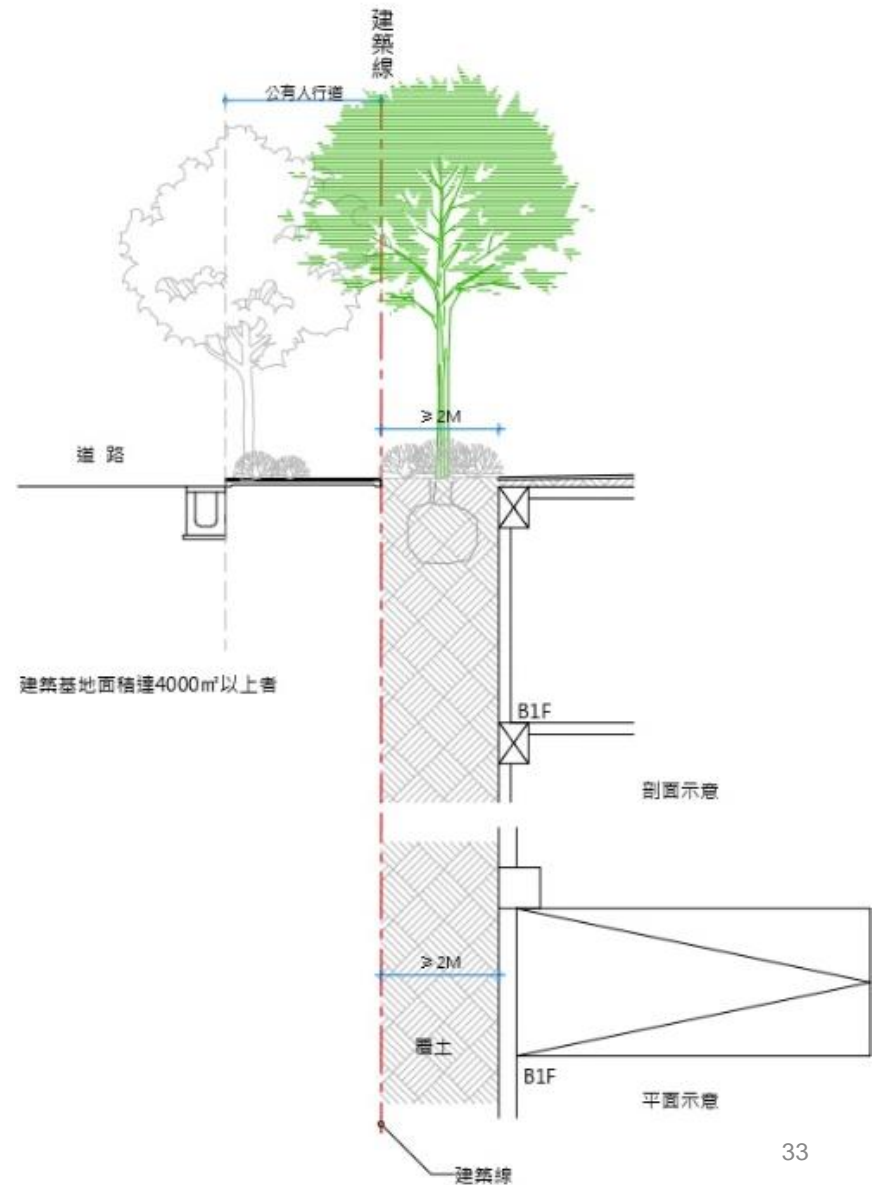 建築線
公有人行道
≥2M
道 路
建築基地面積達4000㎡以上者
B1F
剖面示意
≥2M
覆土
B1F
平面示意
建築線
33